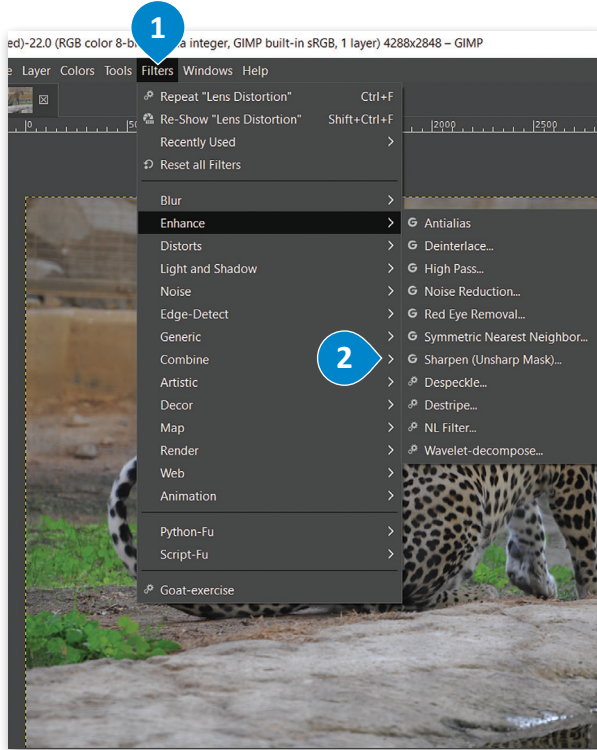 1
ed)-22.0 (RGB color 8-bi a integer, GIMP built-in sRGB, 1 layer) 4288x2848 – GIMP
e Layer Colors Tools Filters Windows Help
Repeat "Lens Distortion" Ctrl+F
Re-Show "Lens Distortion" Shift+Ctrl+F
Recently Used
Reset all Filters
0 2000 2500
Blur
Enhance
Distorts
Light and Shadow
Noise
Edge-Detect
Generic
Combine
Artistic
Decor
Map
Render
Web
Animation
Python-Fu
Script-Fu
Goat-exercise
Antialias
Deinterlace...
High Pass...
Noise Reduction...
Red Eye Removal...
Symmetric Nearest Neighbor...
2
Sharpen (Unsharp Mask)...
Despeckle...
Destripe...
NL Filter...
Wavelet-decompose...